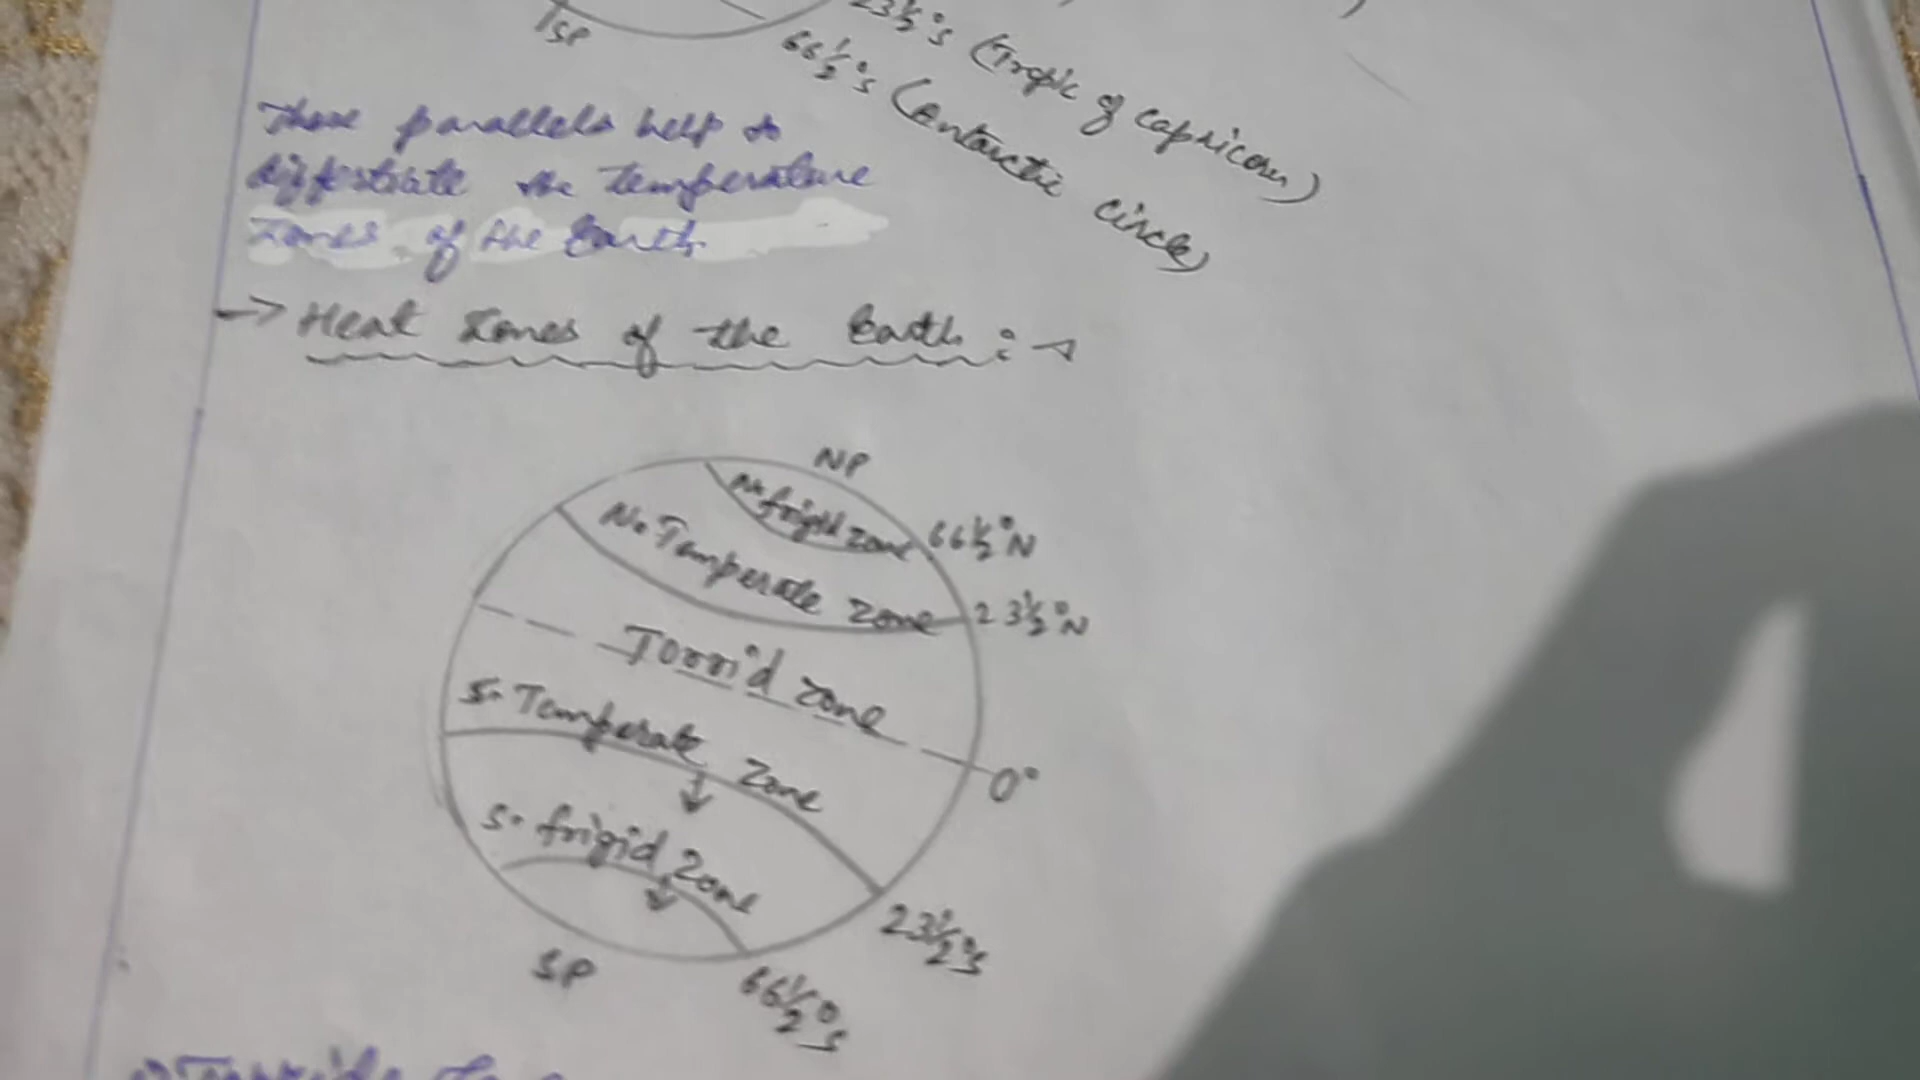 SP
23½°S (Tropic of Capricorn)
66½°S (Antarctic circle)
These parallels help to
differtiate the temperature
zones of the Earth
→ Heat zones of the Earth :→
NP
N. frigid zone
66½°N
N. Temperate zone
23½°N
Torrid zone
0°
S. Temperate zone
S. frigid zone
23½°S
SP
66½°S